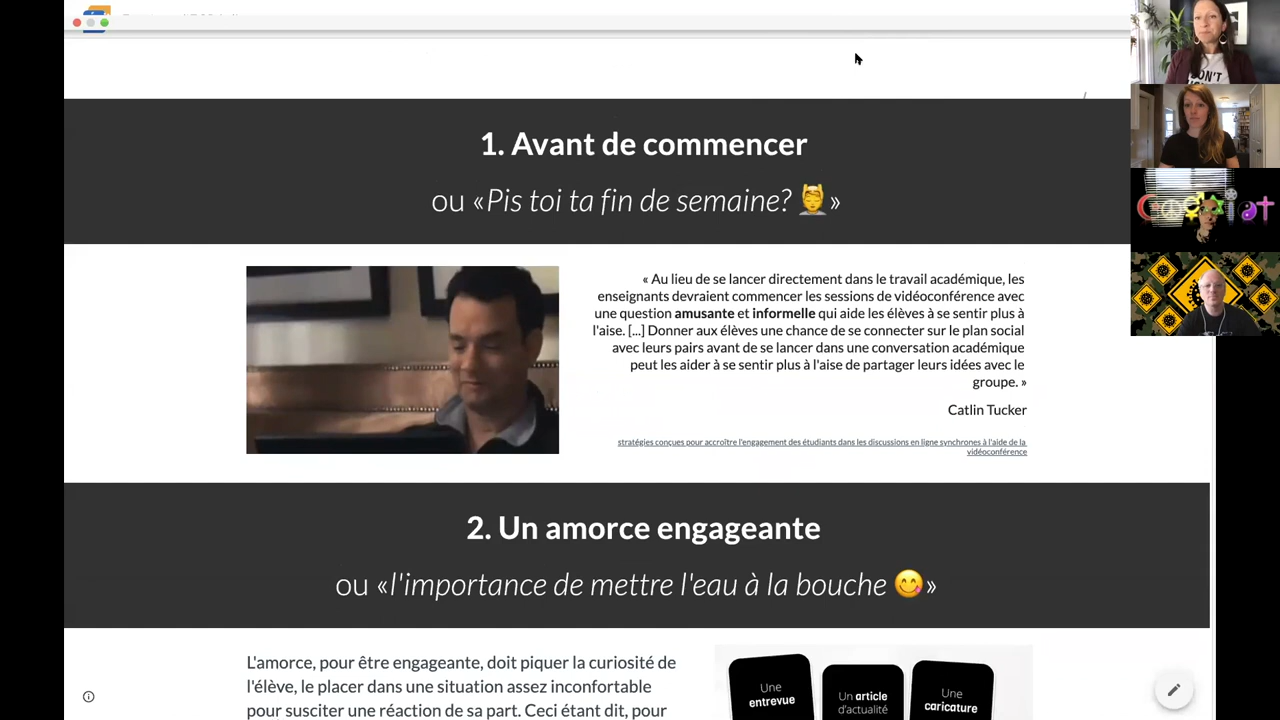 1. Avant de commencer
ou «Pis toi ta fin de semaine? 💆»
« Au lieu de se lancer directement dans le travail académique, les
enseignants devraient commencer les sessions de vidéoconférence avec
une question amusante et informelle qui aide les élèves à se sentir plus à
l'aise. [...] Donner aux élèves une chance de se connecter sur le plan social
avec leurs pairs avant de se lancer dans une conversation académique
peut les aider à se sentir plus à l'aise de partager leurs idées avec le
groupe. »
Catlin Tucker
stratégies conçues pour accroître l'engagement des étudiants dans les discussions en ligne synchrones à l'aide de la
vidéoconférence
2. Un amorce engageante
ou «l'importance de mettre l'eau à la bouche 😋»
L'amorce, pour être engageante, doit piquer la curiosité de
l'élève, le placer dans une situation assez inconfortable
pour susciter une réaction de sa part. Ceci étant dit, pour
Une
entrevue
Un article
d'actualité
Une
caricature
DON'T